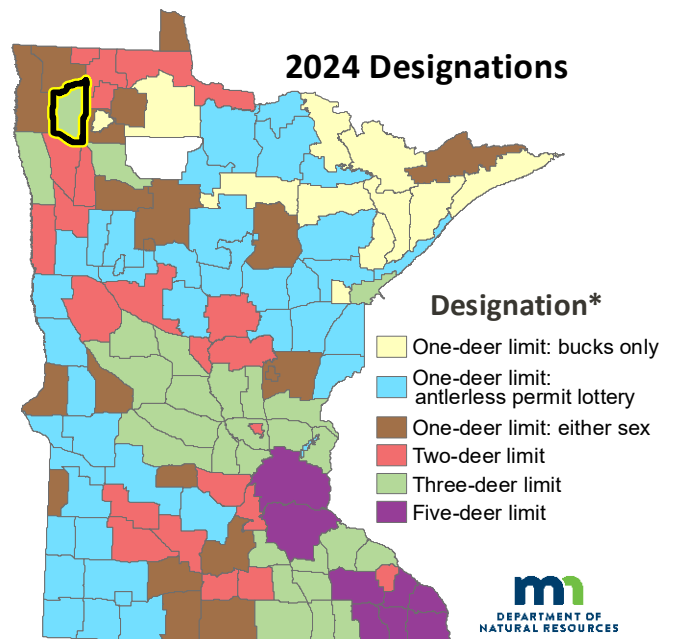 2024 Designations
Designation*
One-deer limit: bucks only
One-deer limit:
antlerless permit lottery
One-deer limit: either sex
Two-deer limit
Three-deer limit
Five-deer limit
mn
DEPARTMENT OF
NATURAL RESOURCES